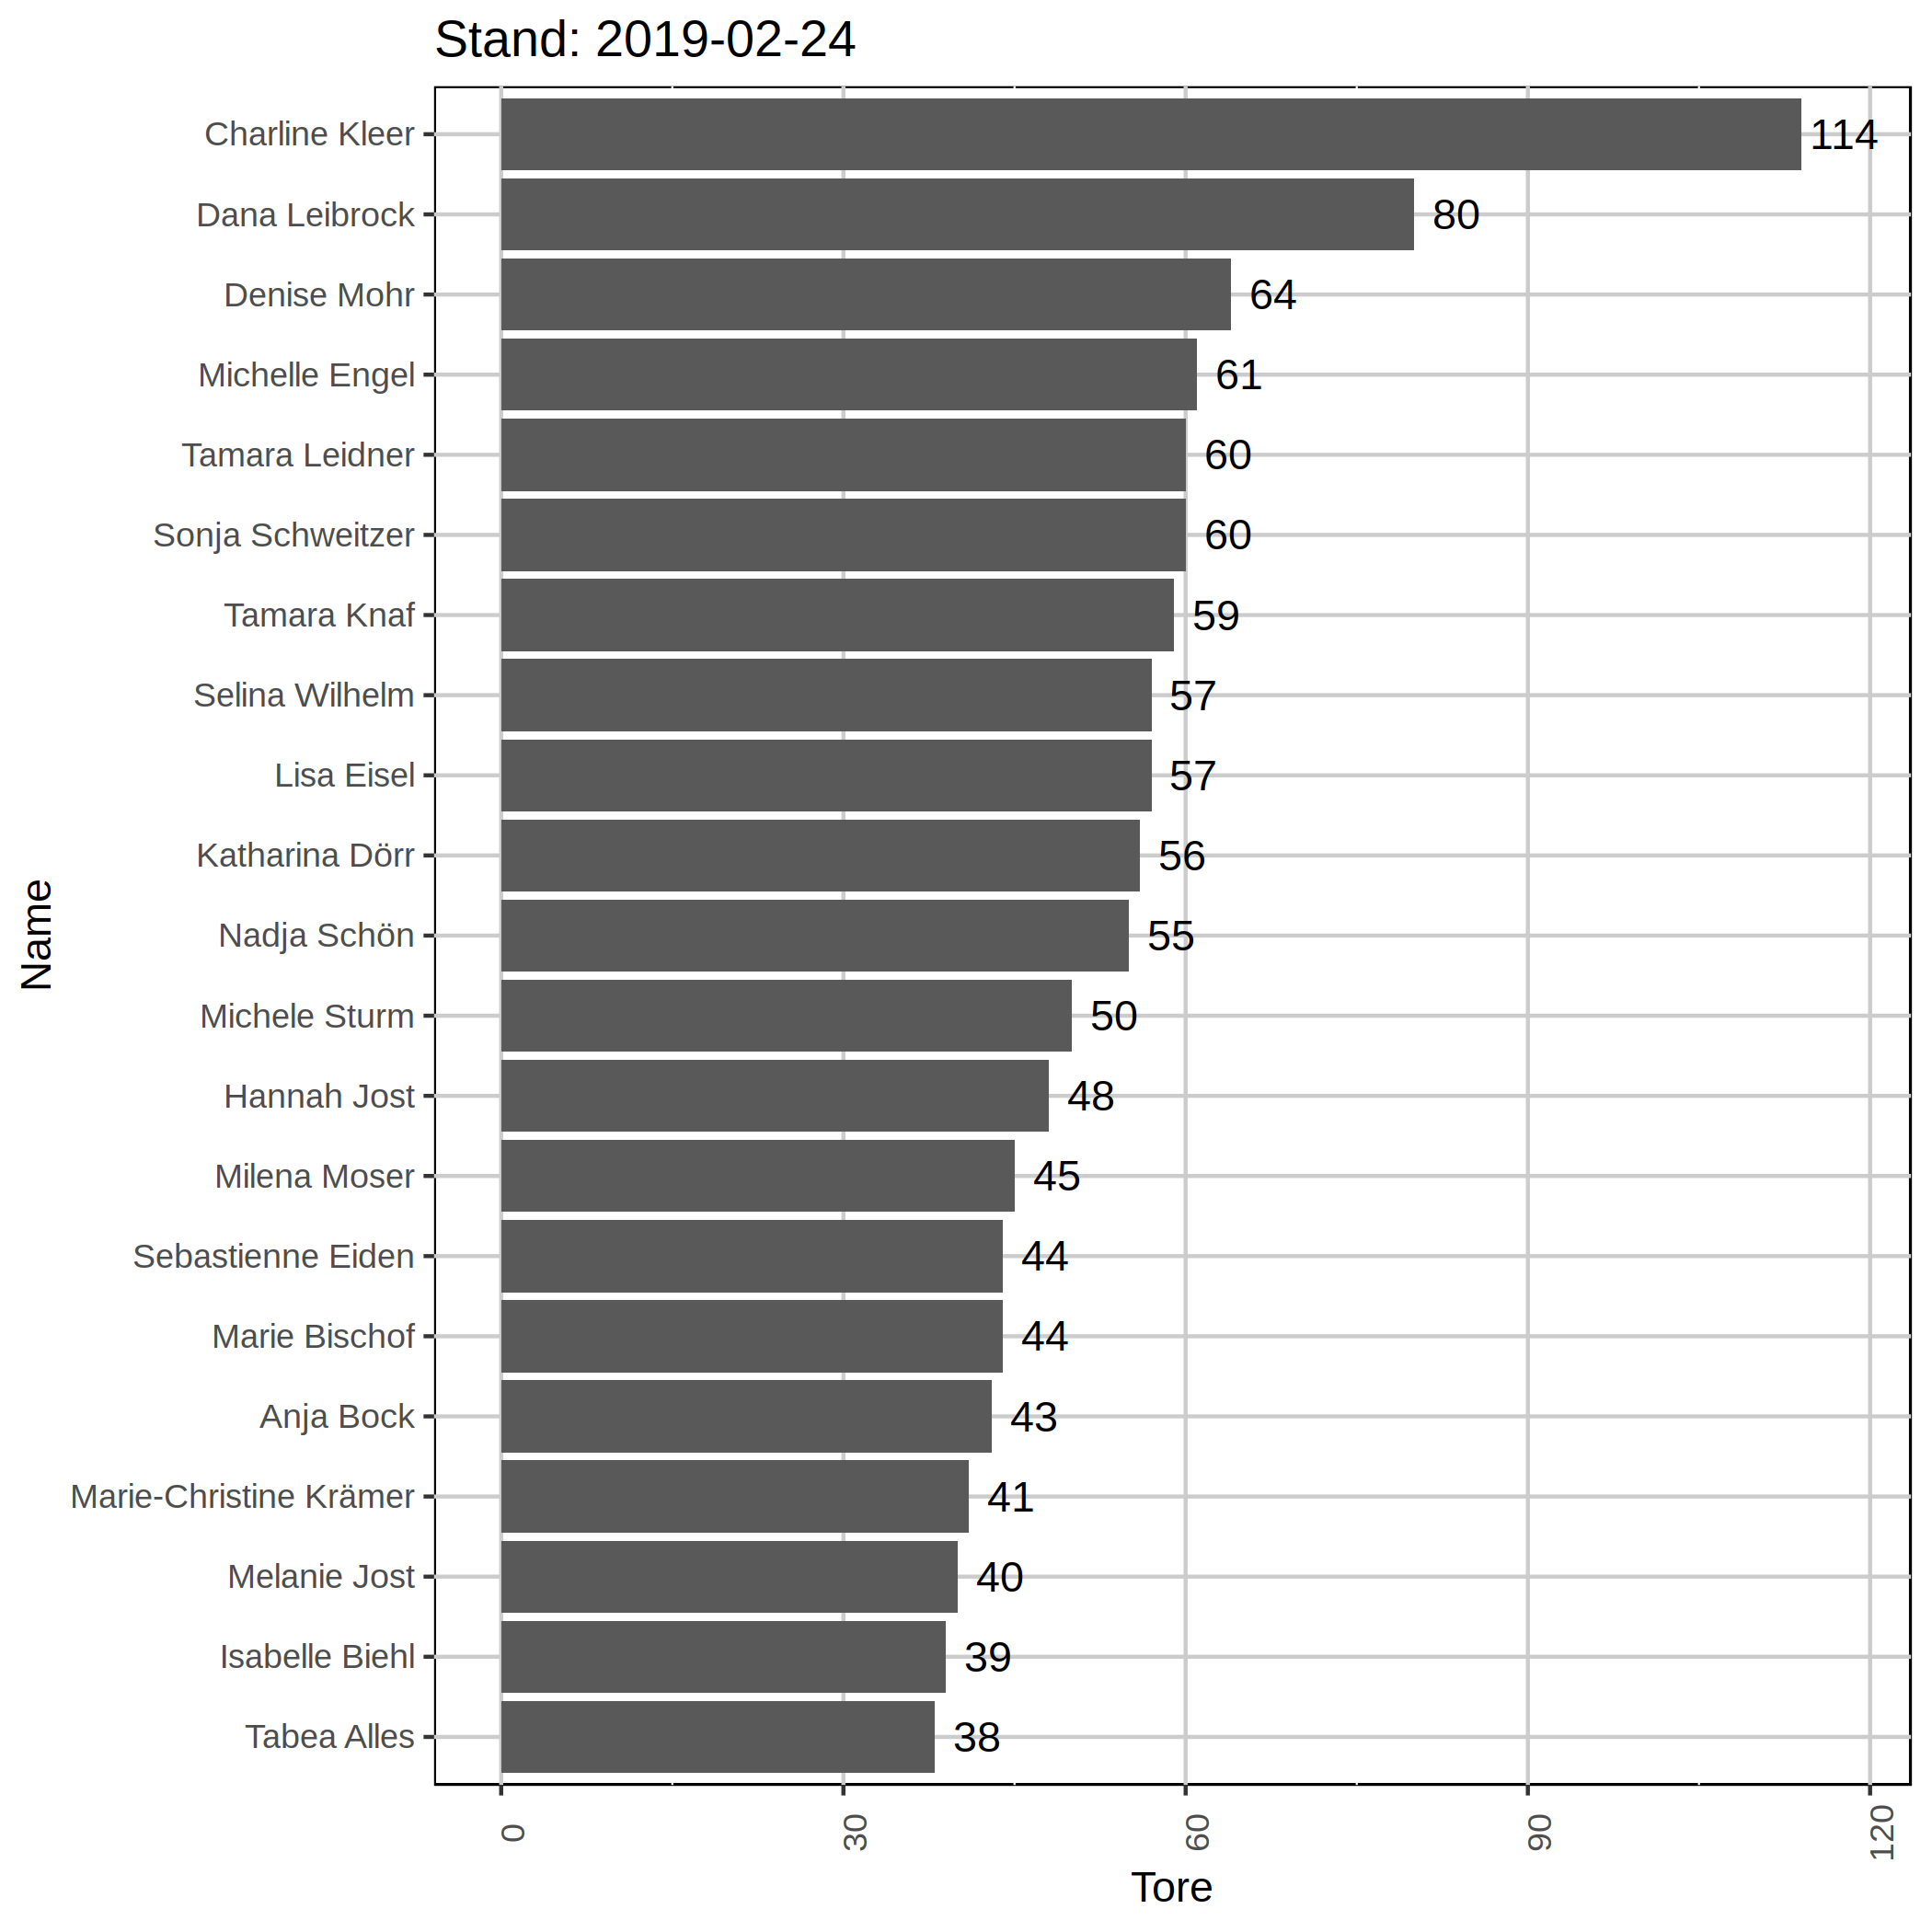 Stand: 2019-02-24
Charline Kleer 114
Dana Leibrock 80
Denise Mohr 64
Michelle Engel 61
Tamara Leidner 60
Sonja Schweitzer 60
Tamara Knaf 59
Selina Wilhelm 57
Lisa Eisel 57
Katharina Dörr 56
Nadja Schön 55
Michele Sturm 50
Hannah Jost 48
Milena Moser 45
Sebastienne Eiden 44
Marie Bischof 44
Anja Bock 43
Marie-Christine Krämer 41
Melanie Jost 40
Isabelle Biehl 39
Tabea Alles 38
Name
0 30 60 90 120
Tore